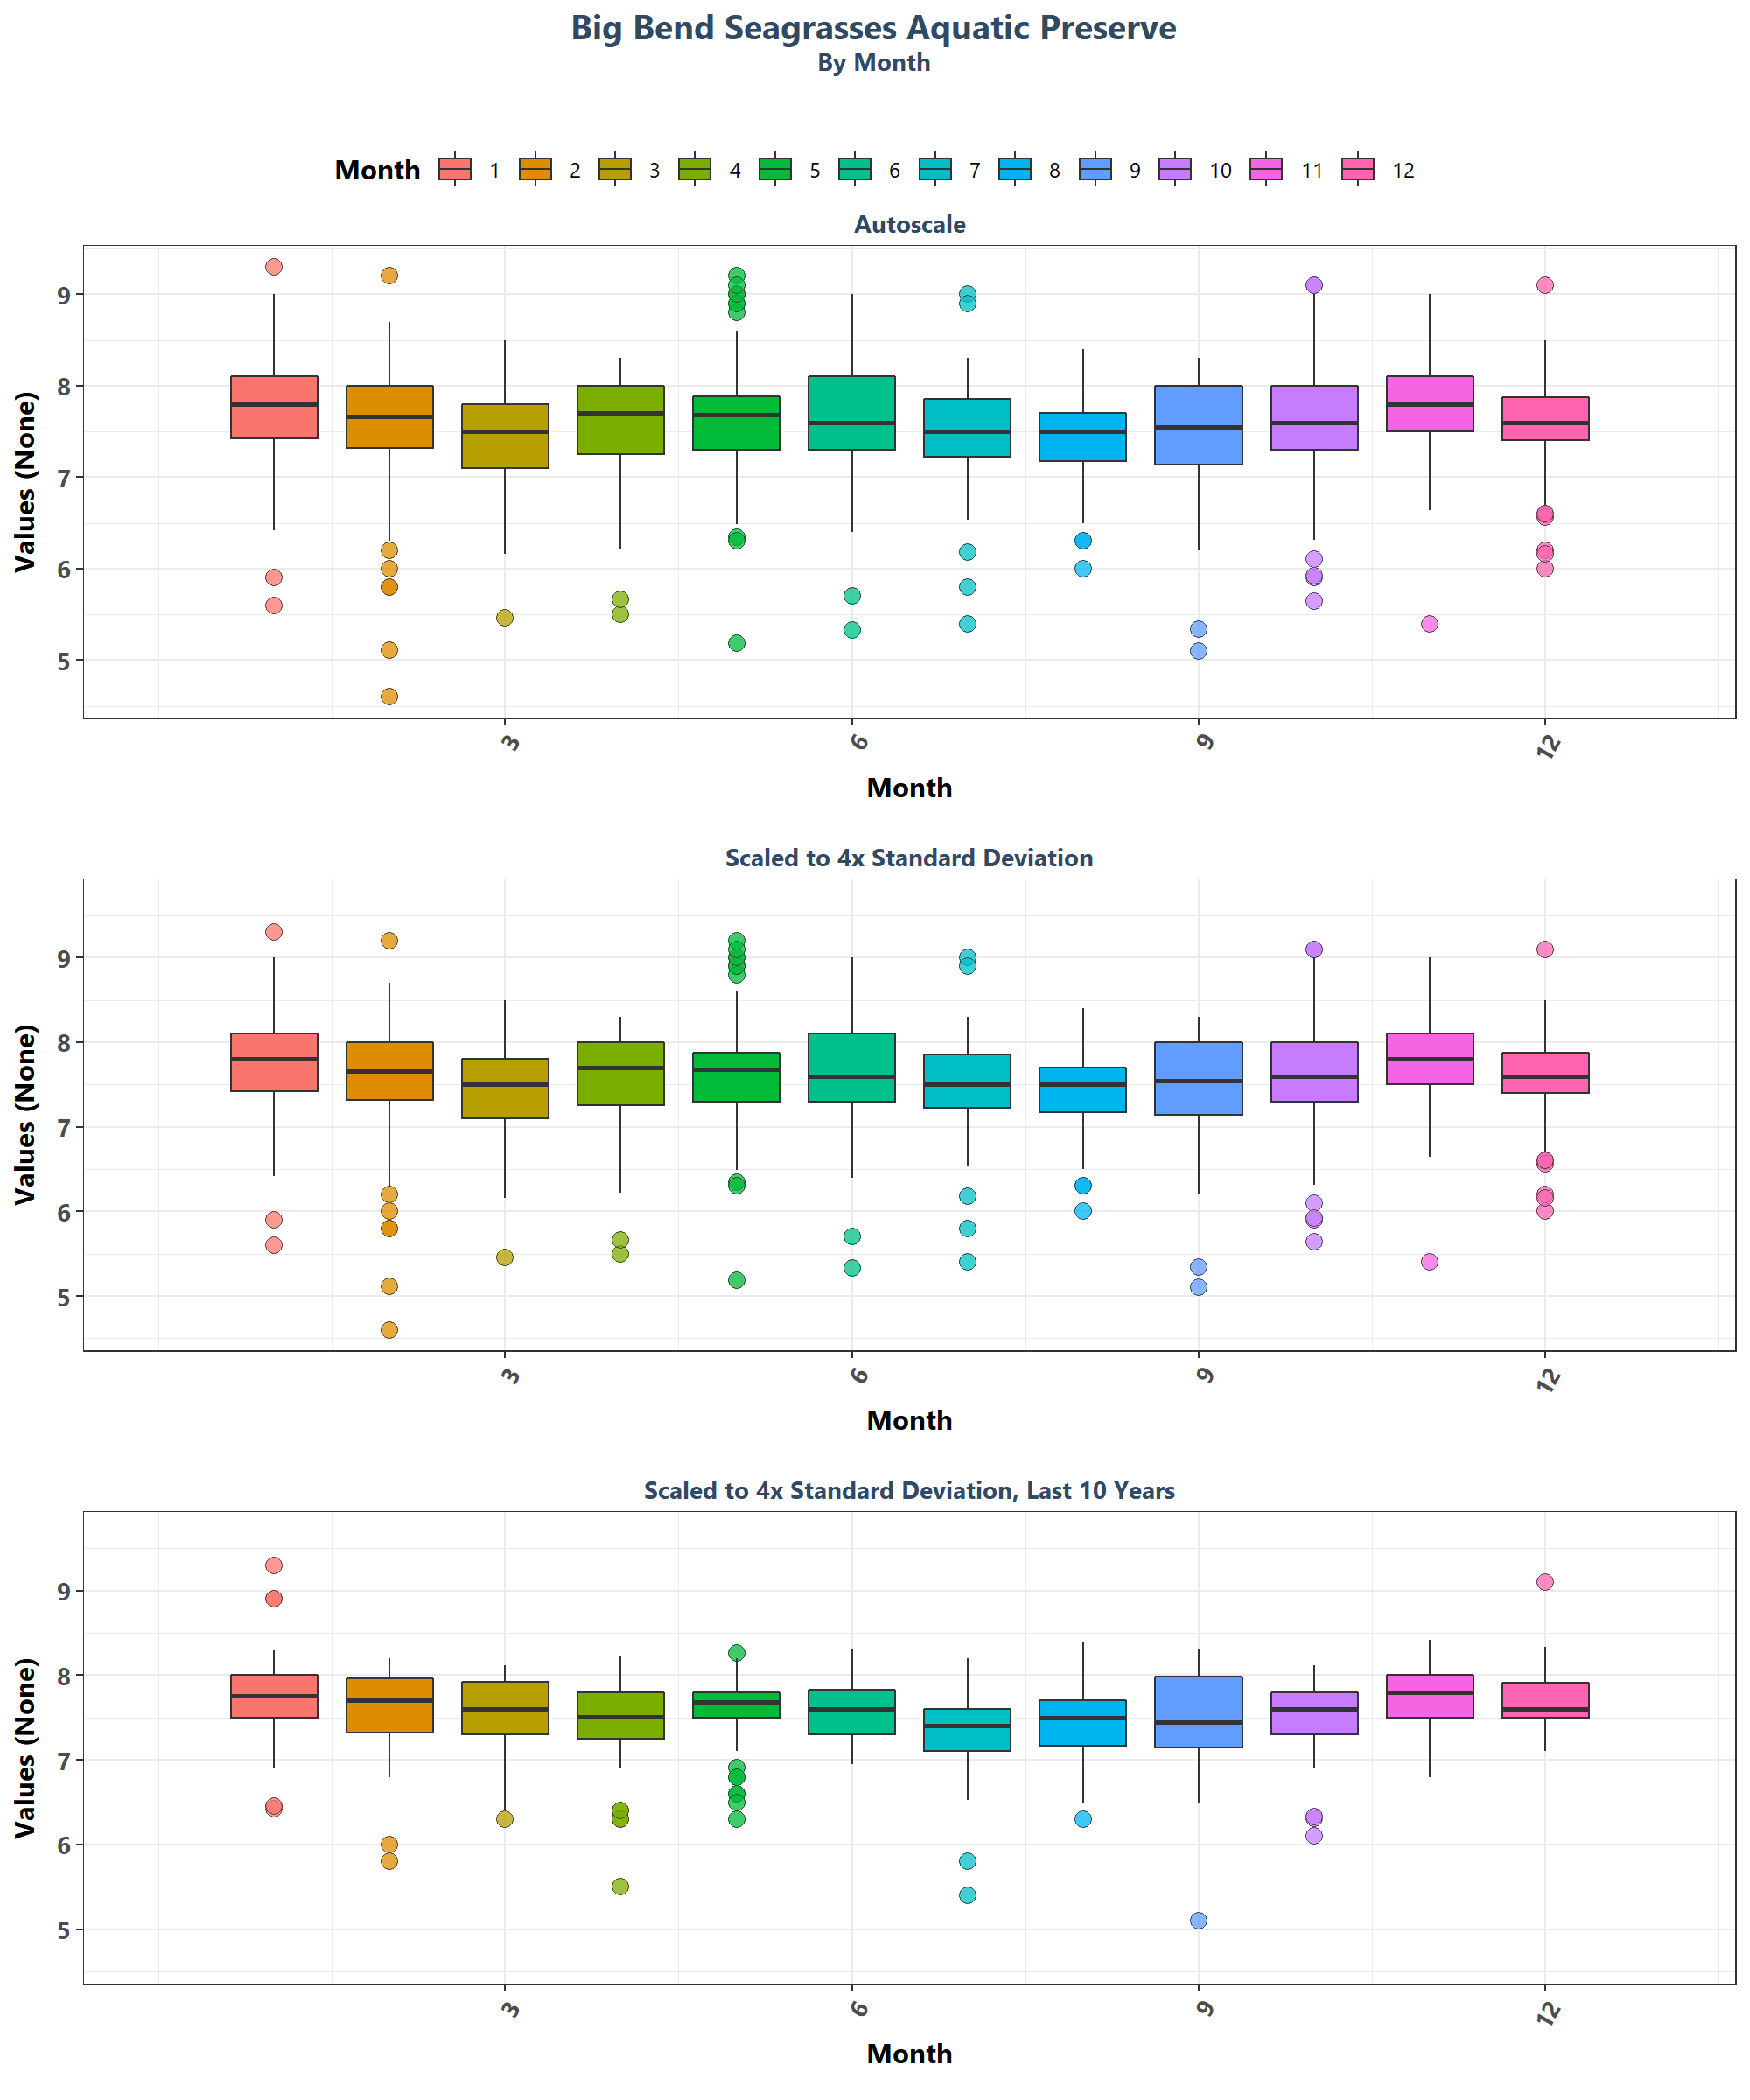 Big Bend Seagrasses Aquatic Preserve
By Month
Month 1 2 3 4 5 6 7 8 9 10 11 12
Autoscale
Values (None)
9
8
7
6
5
3 6 9 12
Month
Scaled to 4x Standard Deviation
Values (None)
9
8
7
6
5
3 6 9 12
Month
Scaled to 4x Standard Deviation, Last 10 Years
Values (None)
9
8
7
6
5
3 6 9 12
Month